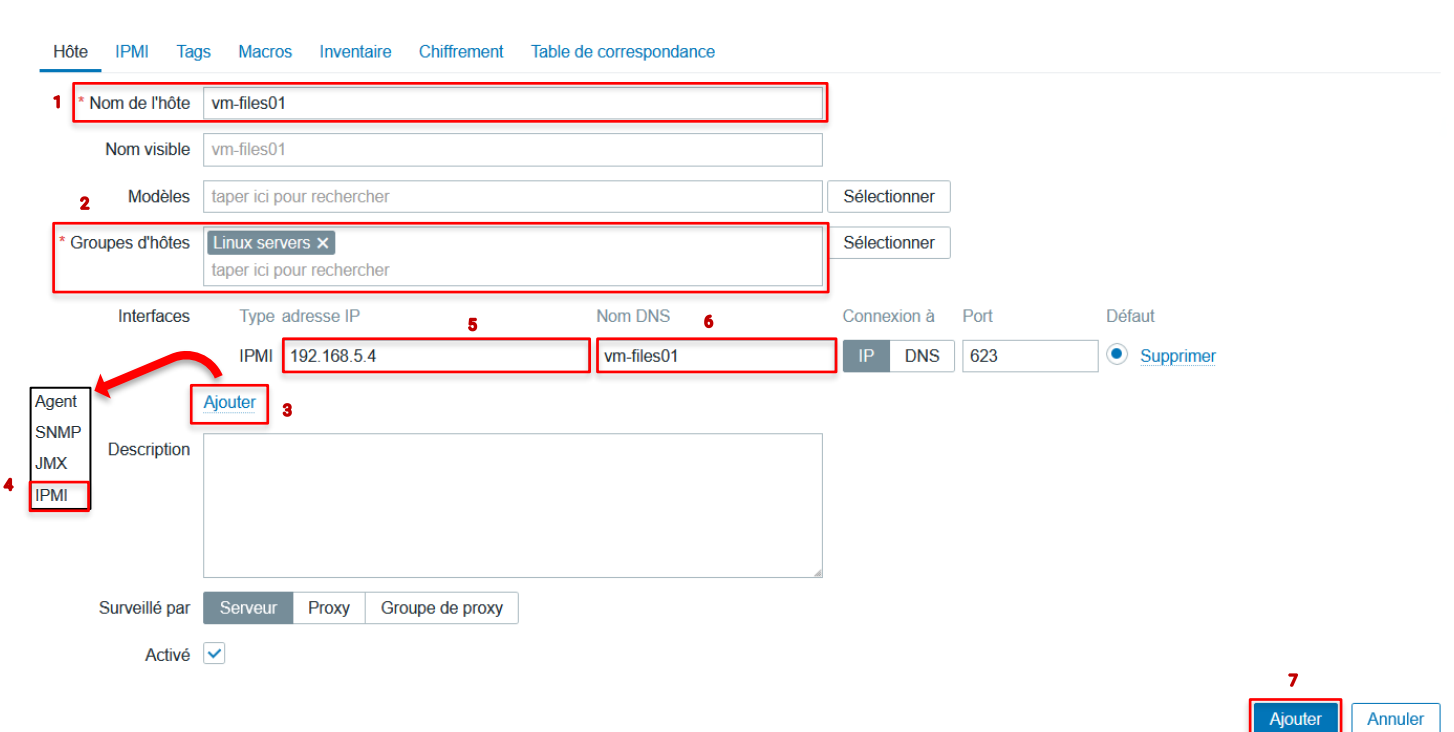 Hôte IPMI Tags Macros Inventaire Chiffrement Table de correspondance
1 * Nom de l'hôte vm-files01
Nom visible vm-files01
Modèles taper ici pour rechercher Sélectionner
2
* Groupes d'hôtes Linux servers × Sélectionner
taper ici pour rechercher
Interfaces Type adresse IP 5 Nom DNS 6 Connexion à Port Défaut
IPMI 192.168.5.4 vm-files01 IP DNS 623 Supprimer
Ajouter 3
Agent
SNMP
JMX
4 IPMI
Description
Surveillé par Serveur Proxy Groupe de proxy
Activé
7
Ajouter Annuler